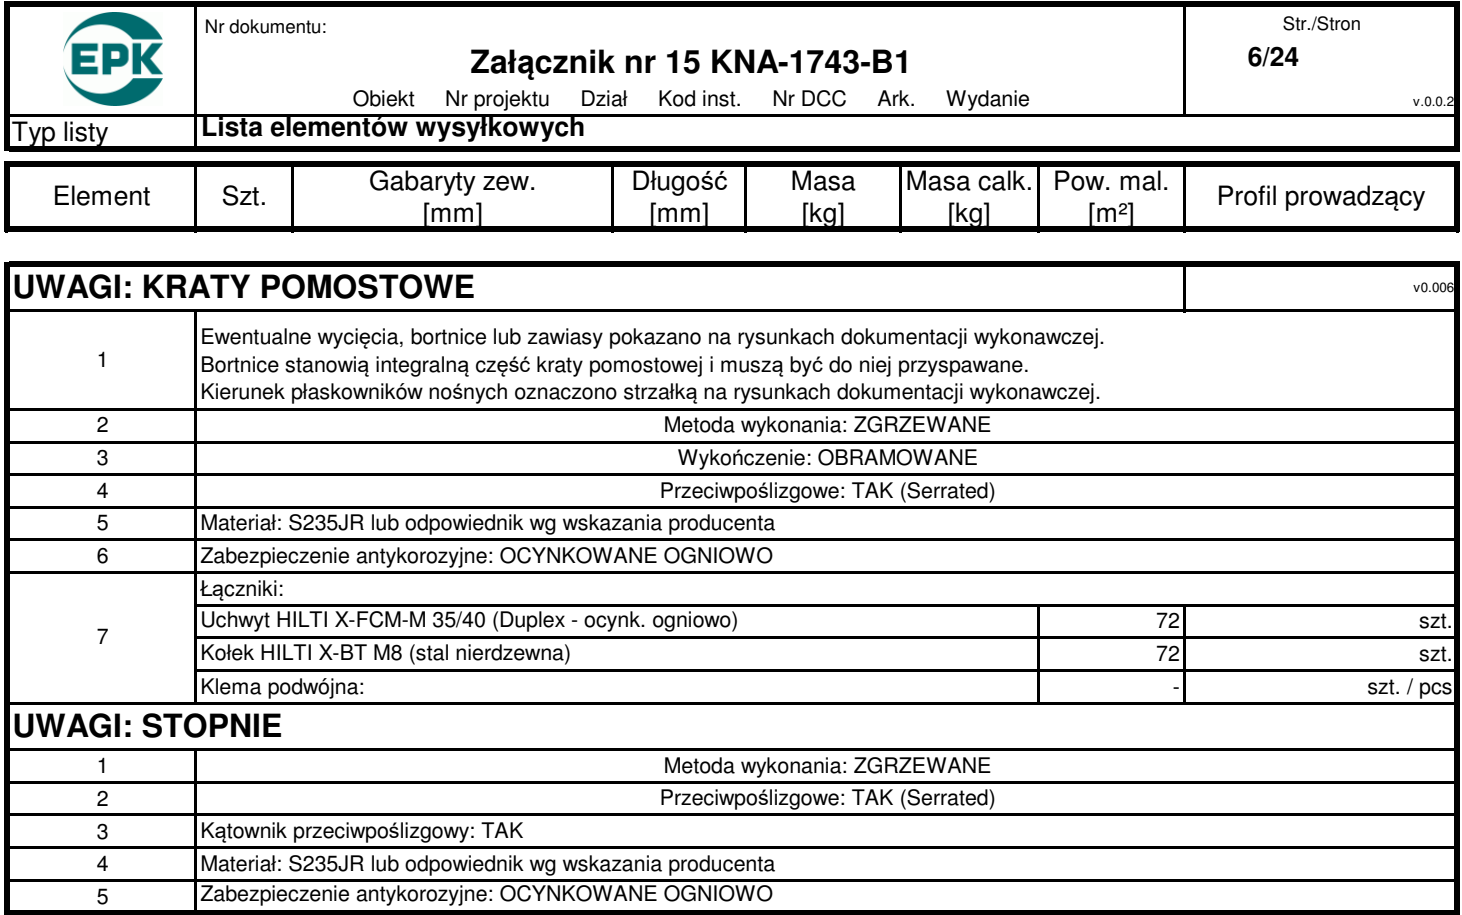 EPK
Nr dokumentu:
Załącznik nr 15 KNA-1743-B1
Obiekt Nr projektu Dział Kod inst. Nr DCC Ark. Wydanie
Str./Stron
6/24
v.0.0.2
Typ listy
Lista elementów wysyłkowych
Element
Szt.
Gabaryty zew.
[mm]
Długość
[mm]
Masa
[kg]
Masa calk.
[kg]
Pow. mal.
[m²]
Profil prowadzący
UWAGI: KRATY POMOSTOWE
v0.006
1
Ewentualne wycięcia, bortnice lub zawiasy pokazano na rysunkach dokumentacji wykonawczej.
Bortnice stanowią integralną część kraty pomostowej i muszą być do niej przyspawane.
Kierunek płaskowników nośnych oznaczono strzałką na rysunkach dokumentacji wykonawczej.
2 Metoda wykonania: ZGRZEWANE
3 Wykończenie: OBRAMOWANE
4 Przeciwpoślizgowe: TAK (Serrated)
5 Materiał: S235JR lub odpowiednik wg wskazania producenta
6 Zabezpieczenie antykorozyjne: OCYNKOWANE OGNIOWO
7
Łączniki:
Uchwyt HILTI X-FCM-M 35/40 (Duplex - ocynk. ogniowo) 72 szt.
Kołek HILTI X-BT M8 (stal nierdzewna) 72 szt.
Klema podwójna: - szt. / pcs
UWAGI: STOPNIE
1 Metoda wykonania: ZGRZEWANE
2 Przeciwpoślizgowe: TAK (Serrated)
3 Kątownik przeciwpoślizgowy: TAK
4 Materiał: S235JR lub odpowiednik wg wskazania producenta
5 Zabezpieczenie antykorozyjne: OCYNKOWANE OGNIOWO